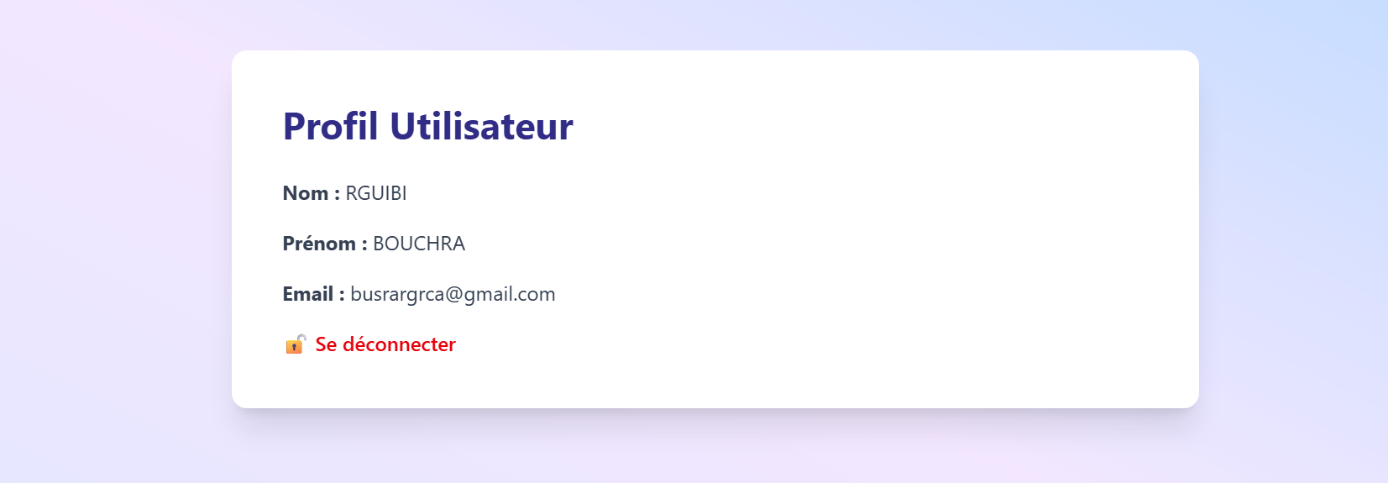 Profil Utilisateur
Nom : RGUIBI
Prénom : BOUCHRA
Email : busrargrca@gmail.com
🔓 Se déconnecter